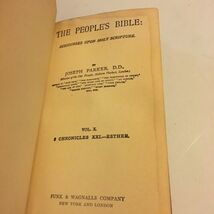 THE PEOPLE'S BIBLE:
DISCOURSES UPON HOLY SCRIPTURE.
BY
JOSEPH PARKER, D.D.,
VOL. X.
2 CHRONICLES XXI.—ESTHER.
FUNK & WAGNALLS COMPANY
NEW YORK AND LONDON